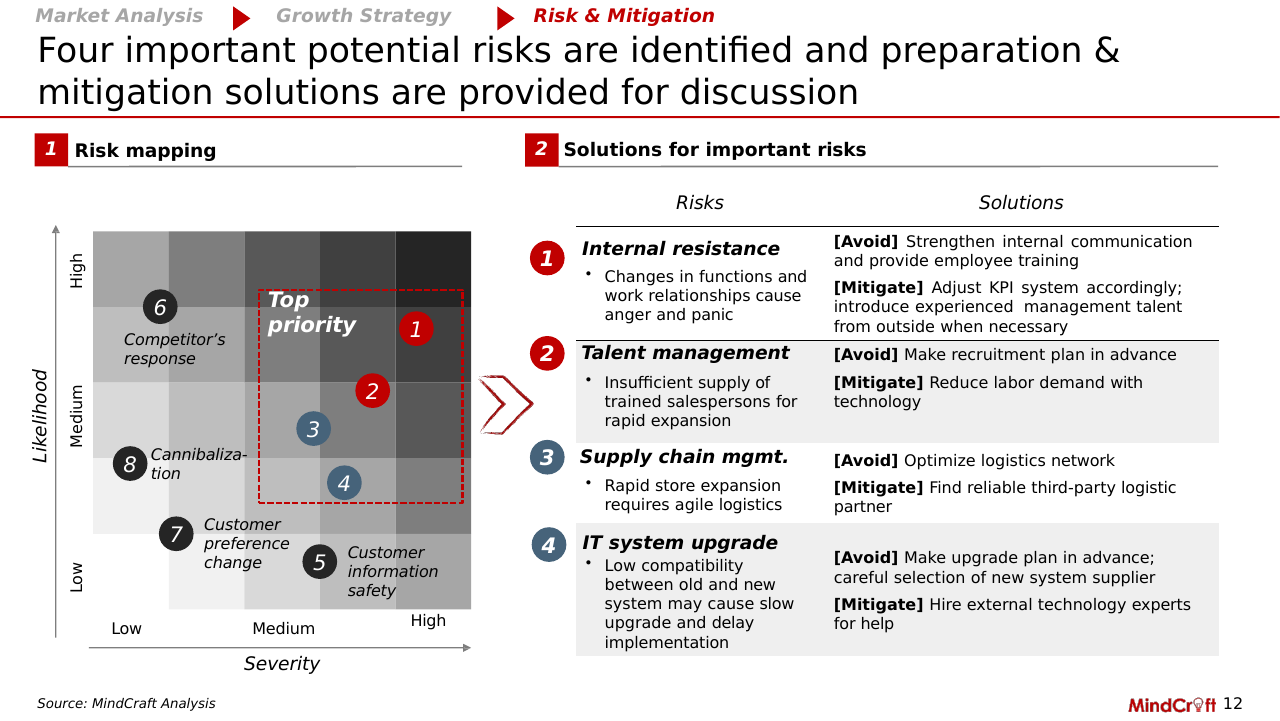 Market Analysis
Growth Strategy
Risk & Mitigation
Four important potential risks are identified and preparation &
mitigation solutions are provided for discussion
1
Risk mapping
Likelihood
High
Medium
Low
Top
priority
6
Competitor’s
response
1
2
3
4
8
Cannibaliza-
tion
7
Customer
preference
change
5
Customer
information
safety
Low
Medium
High
Severity
2
Solutions for important risks
Risks
Solutions
1
Internal resistance
• Changes in functions and
work relationships cause
anger and panic
[Avoid] Strengthen internal communication
and provide employee training
[Mitigate] Adjust KPI system accordingly;
introduce experienced management talent
from outside when necessary
2
Talent management
• Insufficient supply of
trained salespersons for
rapid expansion
[Avoid] Make recruitment plan in advance
[Mitigate] Reduce labor demand with
technology
3
Supply chain mgmt.
• Rapid store expansion
requires agile logistics
[Avoid] Optimize logistics network
[Mitigate] Find reliable third-party logistic
partner
4
IT system upgrade
• Low compatibility
between old and new
system may cause slow
upgrade and delay
implementation
[Avoid] Make upgrade plan in advance;
careful selection of new system supplier
[Mitigate] Hire external technology experts
for help
Source: MindCraft Analysis
MindCraft
12